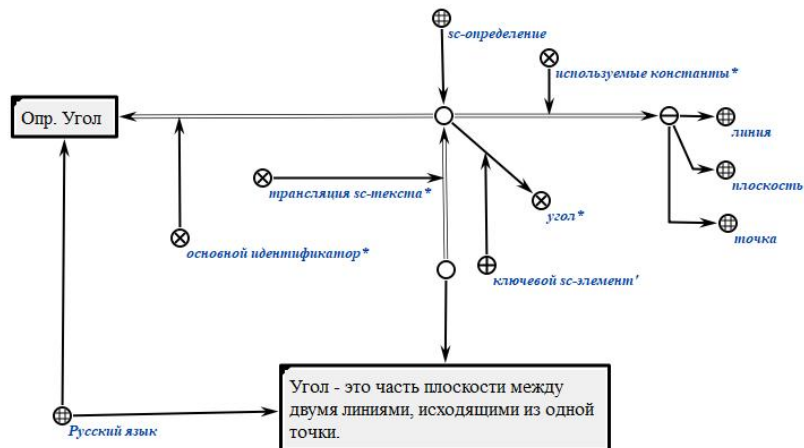 sc-определение
используемые константы*
Опр. Угол
линия
трансляция sc-текста*
плоскость
угол*
точка
основной идентификатор*
ключевой sc-элемент'
Угол - это часть плоскости между
двумя линиями, исходящими из одной
точки.
Русский язык